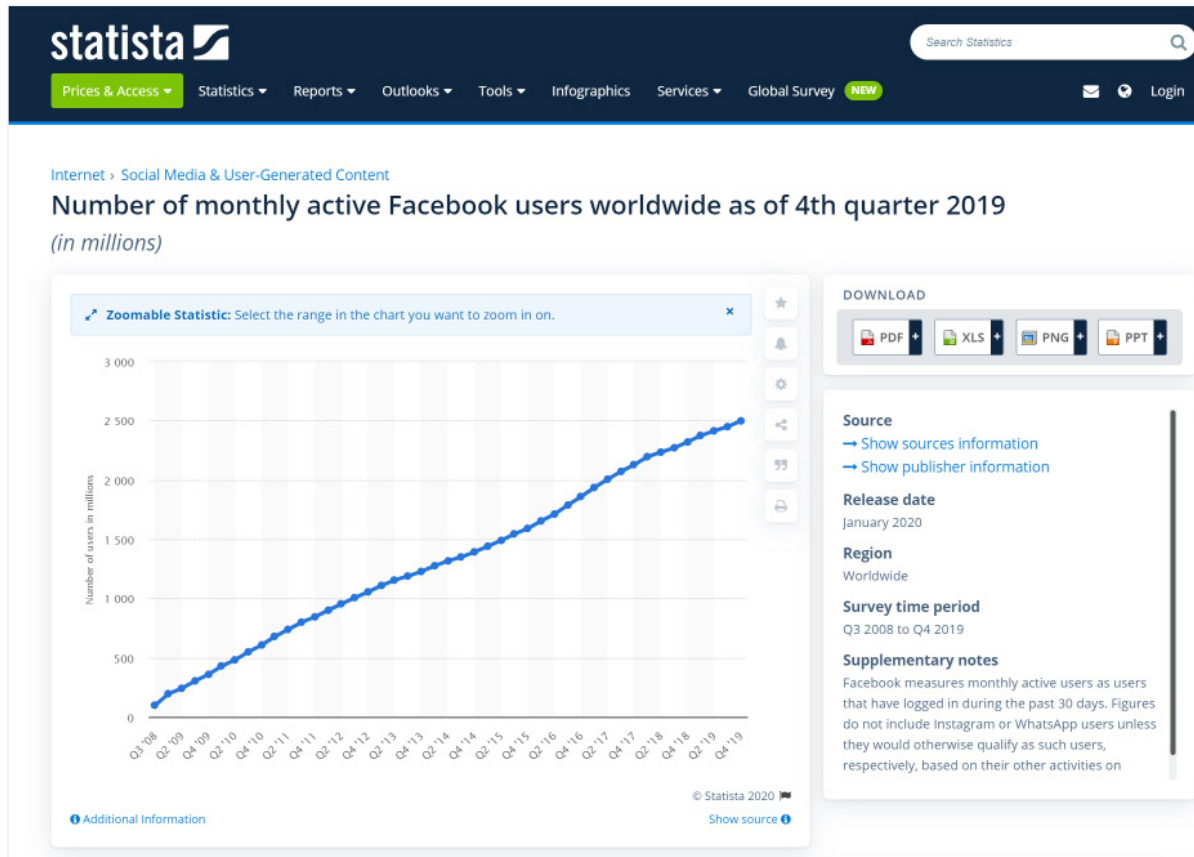 statista
Search Statistics
Prices & Access Statistics Reports Outlooks Tools Infographics Services Global Survey NEW Login
Internet › Social Media & User-Generated Content
Number of monthly active Facebook users worldwide as of 4th quarter 2019
(in millions)
Zoomable Statistic: Select the range in the chart you want to zoom in on. ×
3 000
2 500
2 000
1 500
1 000
500
0
Number of users in millions
Q3 '08 Q2 '09 Q4 '09 Q2 '10 Q4 '10 Q2 '11 Q4 '11 Q2 '12 Q4 '12 Q2 '13 Q4 '13 Q2 '14 Q4 '14 Q2 '15 Q4 '15 Q2 '16 Q4 '16 Q2 '17 Q4 '17 Q2 '18 Q4 '18 Q2 '19 Q4 '19
© Statista 2020
Additional Information
Show source
DOWNLOAD
PDF + XLS + PNG + PPT +
Source
→ Show sources information
→ Show publisher information
Release date
January 2020
Region
Worldwide
Survey time period
Q3 2008 to Q4 2019
Supplementary notes
Facebook measures monthly active users as users
that have logged in during the past 30 days. Figures
do not include Instagram or WhatsApp users unless
they would otherwise qualify as such users,
respectively, based on their other activities on